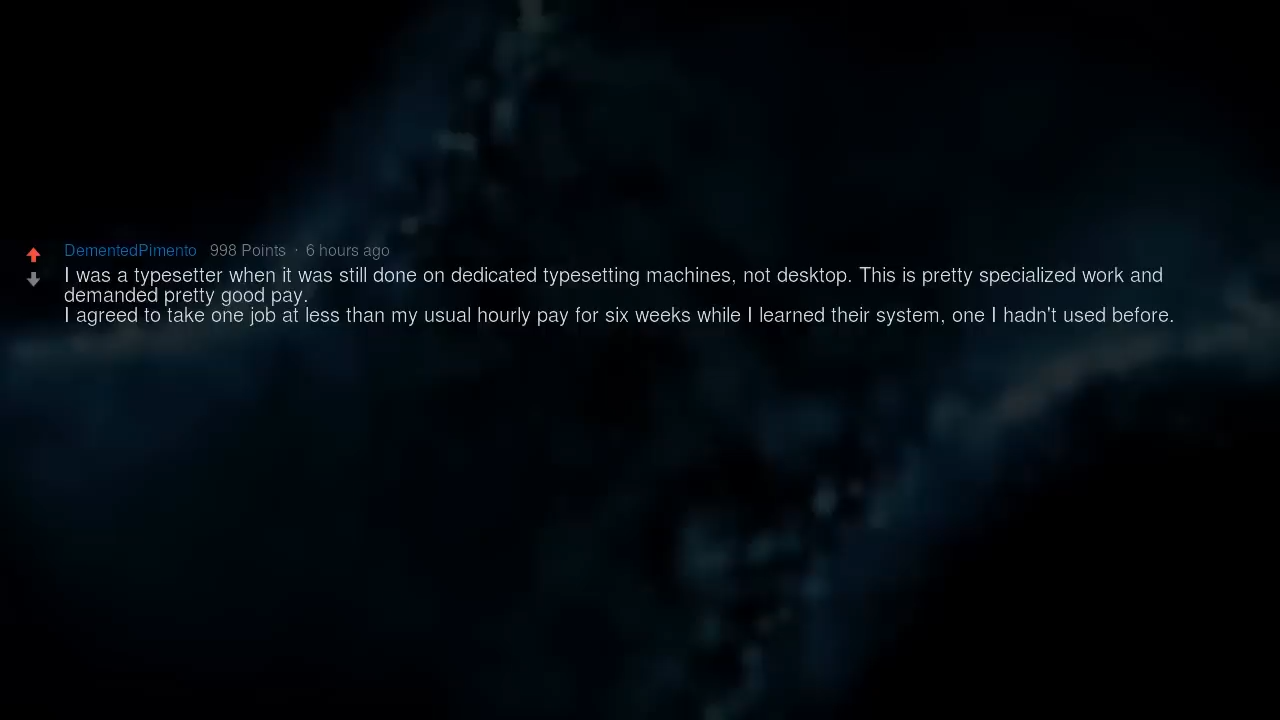 DementedPimento 998 Points · 6 hours ago
I was a typesetter when it was still done on dedicated typesetting machines, not desktop. This is pretty specialized work and
demanded pretty good pay.
I agreed to take one job at less than my usual hourly pay for six weeks while I learned their system, one I hadn't used before.